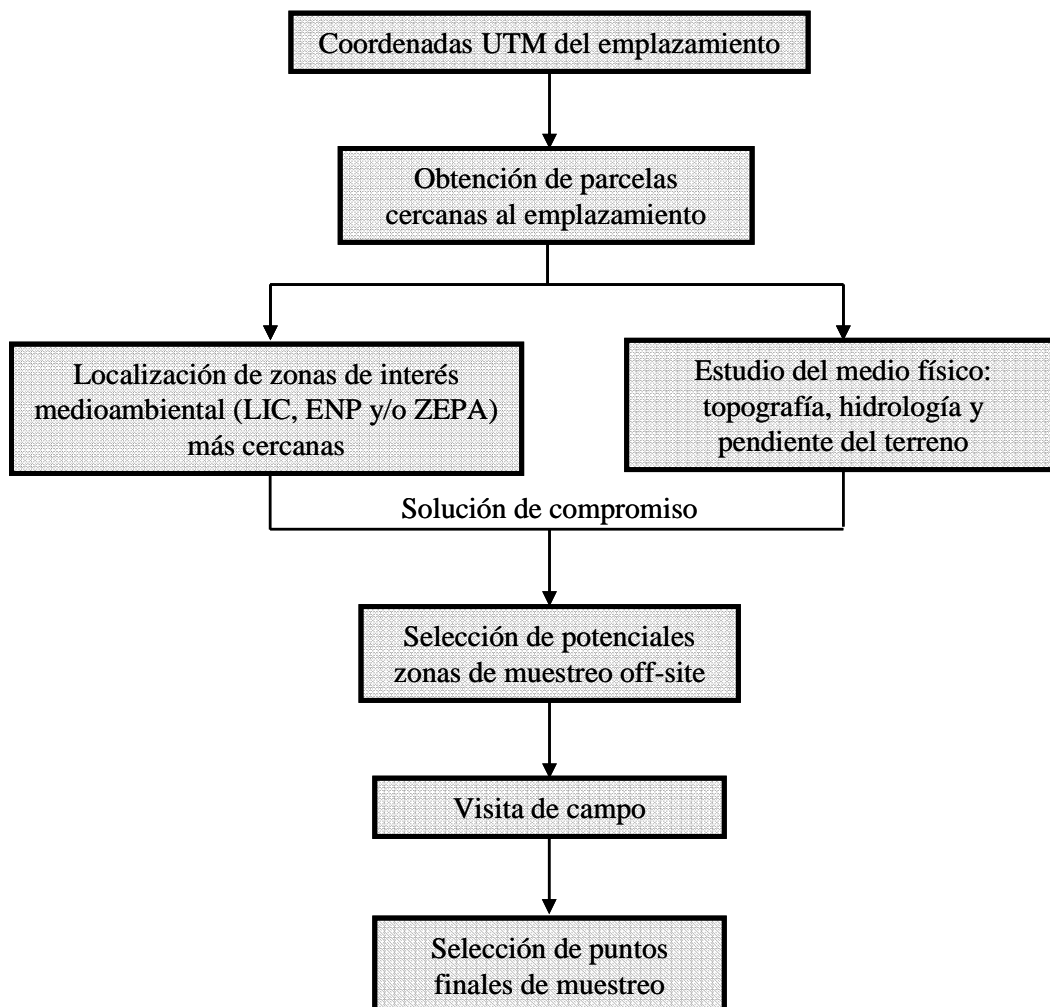 Coordenadas UTM del emplazamiento
Obtención de parcelas
cercanas al emplazamiento
Localización de zonas de interés
medioambiental (LIC, ENP y/o ZEPA)
más cercanas
Estudio del medio físico:
topografía, hidrología y
pendiente del terreno
Solución de compromiso
Selección de potenciales
zonas de muestreo off-site
Visita de campo
Selección de puntos
finales de muestreo